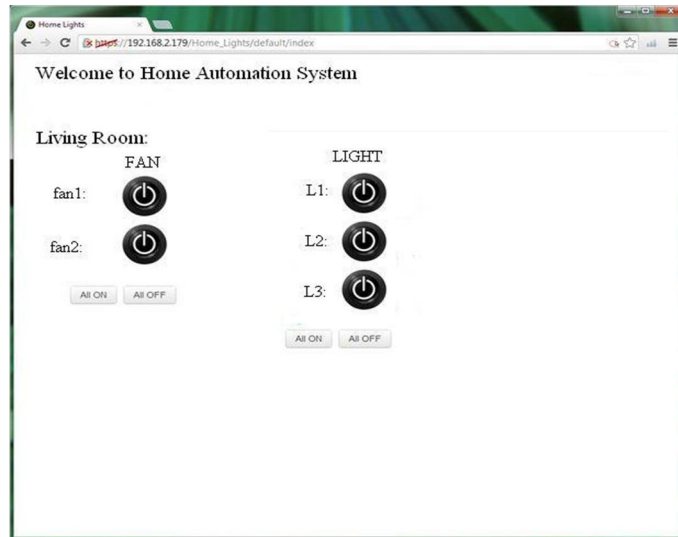 Home Lights
https://192.168.2.179/Home_Lights/default/index
Welcome to Home Automation System
Living Room:
FAN
fan1:
fan2:
All ON All OFF
LIGHT
L1:
L2:
L3:
All ON All OFF